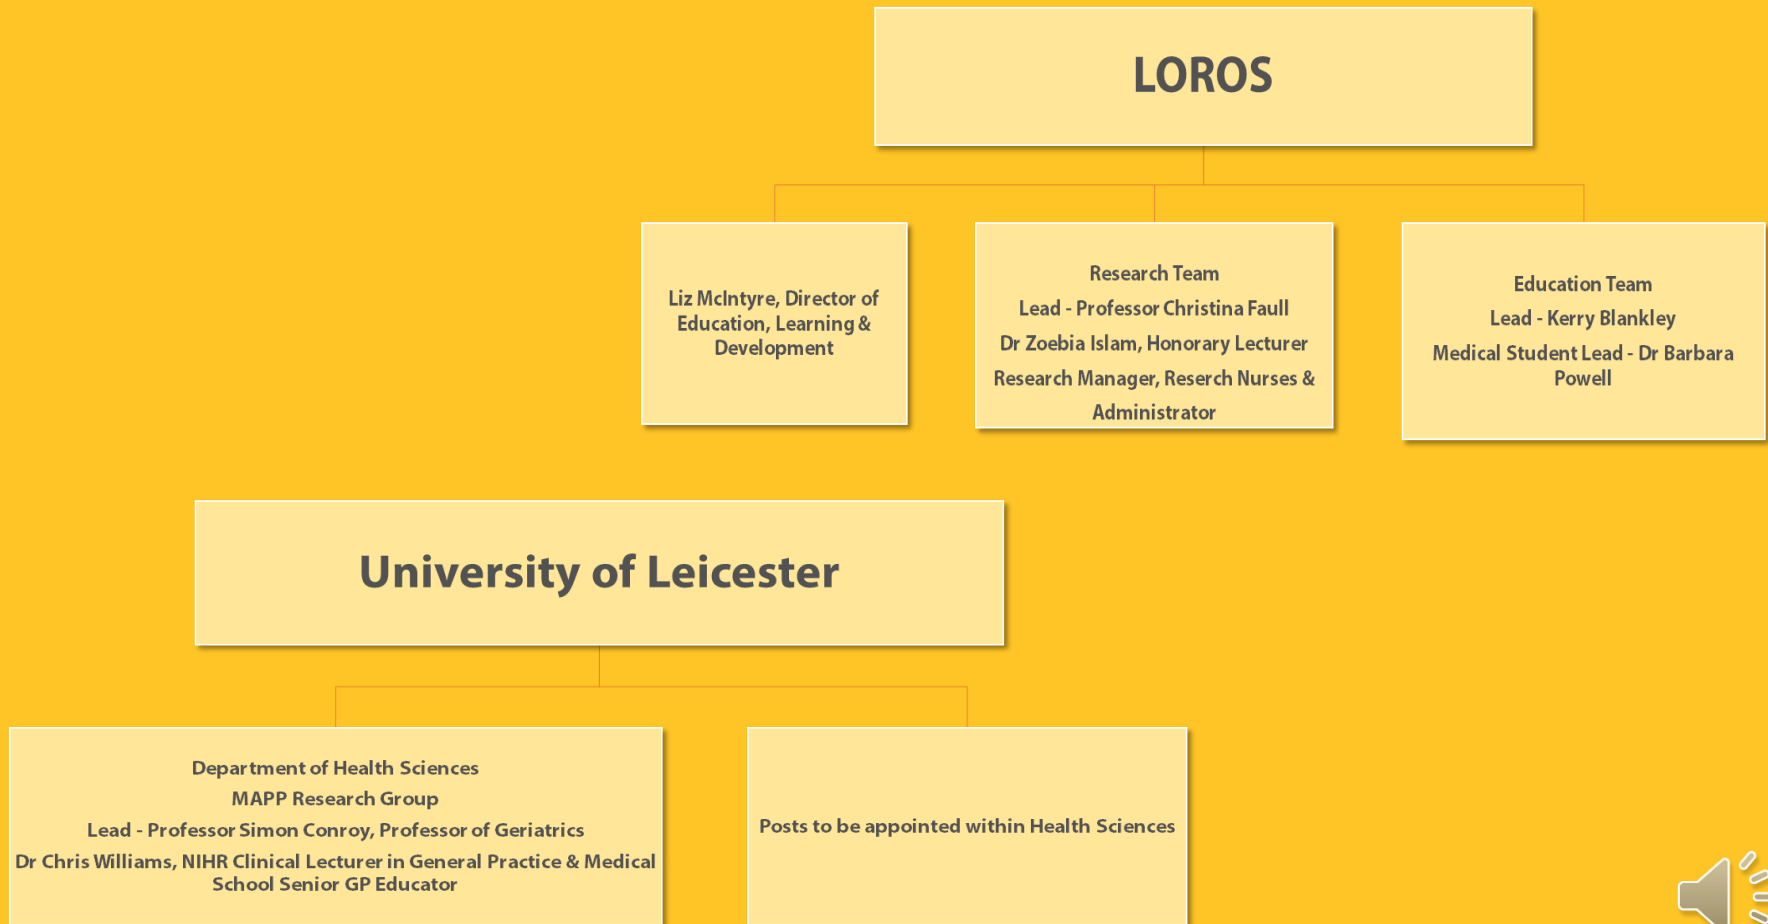 LOROS
Liz McIntyre, Director of
Education, Learning &
Development
Research Team
Lead - Professor Christina Faull
Dr Zoebia Islam, Honorary Lecturer
Research Manager, Reserch Nurses &
Administrator
Education Team
Lead - Kerry Blankley
Medical Student Lead - Dr Barbara
Powell
University of Leicester
Department of Health Sciences
MAPP Research Group
Lead - Professor Simon Conroy, Professor of Geriatrics
Dr Chris Williams, NIHR Clinical Lecturer in General Practice & Medical
School Senior GP Educator
Posts to be appointed within Health Sciences